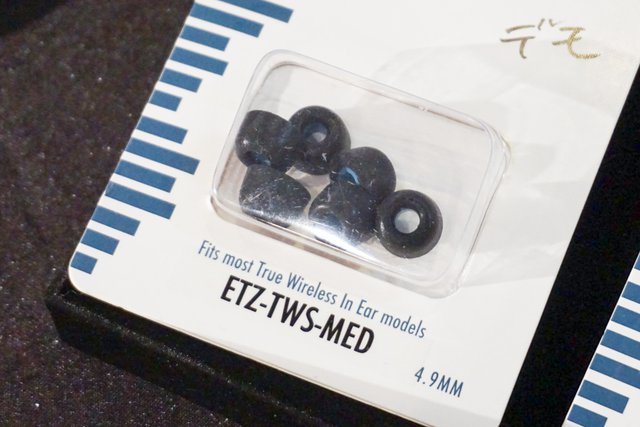 デモ
Fits most True Wireless In Ear models
ETZ-TWS-MED
4.9MM